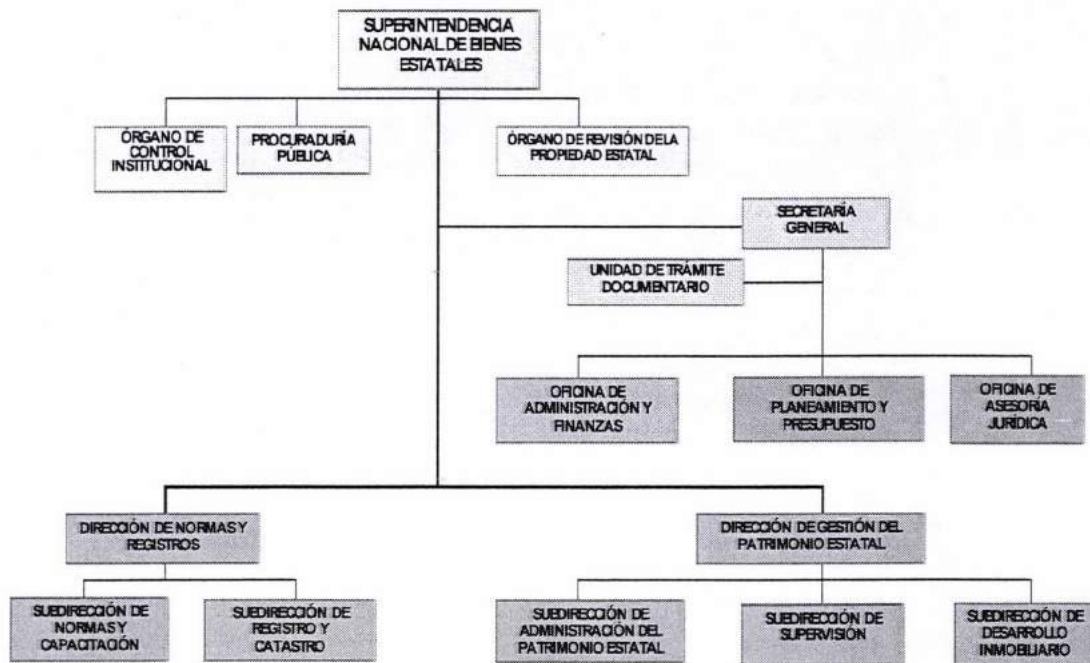 SUPERINTENDENCIA
NACIONAL DE BIENES
ESTATALES
ÓRGANO DE
CONTROL
INSTITUCIONAL
PROCURADURÍA
PÚBLICA
ÓRGANO DE REVISIÓN DE LA
PROPIEDAD ESTATAL
SECRETARÍA
GENERAL
UNIDAD DE TRÁMITE
DOCUMENTARIO
OFICINA DE
ADMINISTRACIÓN Y
FINANZAS
OFICINA DE
PLANEAMIENTO Y
PRESUPUESTO
OFICINA DE
ASESORÍA
JURÍDICA
DIRECCIÓN DE NORMAS Y
REGISTROS
DIRECCIÓN DE GESTIÓN DEL
PATRIMONIO ESTATAL
SUBDIRECCIÓN DE
NORMAS Y
CAPACITACIÓN
SUBDIRECCIÓN DE
REGISTRO Y
CATASTRO
SUBDIRECCIÓN DE
ADMINISTRACIÓN DEL
PATRIMONIO ESTATAL
SUBDIRECCIÓN DE
SUPERVISIÓN
SUBDIRECCIÓN DE
DESARROLLO
INMOBILIARIO